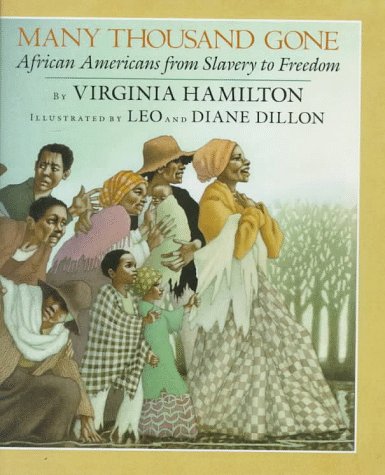 MANY THOUSAND GONE
African Americans from Slavery to Freedom
BY VIRGINIA HAMILTON
ILLUSTRATED BY LEO AND DIANE DILLON